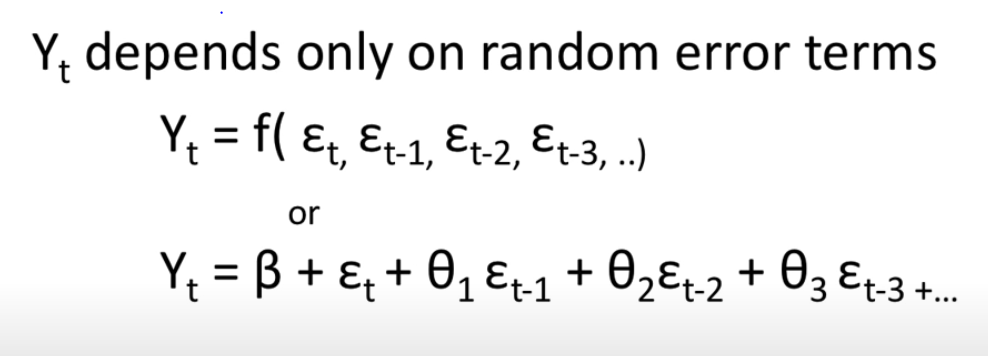 Yₜ depends only on random error terms
Yₜ = f( εₜ, εₜ₋₁, εₜ₋₂, εₜ₋₃, ..)
or
Yₜ = β + εₜ + θ₁ εₜ₋₁ + θ₂εₜ₋₂ + θ₃ εₜ₋₃ +...